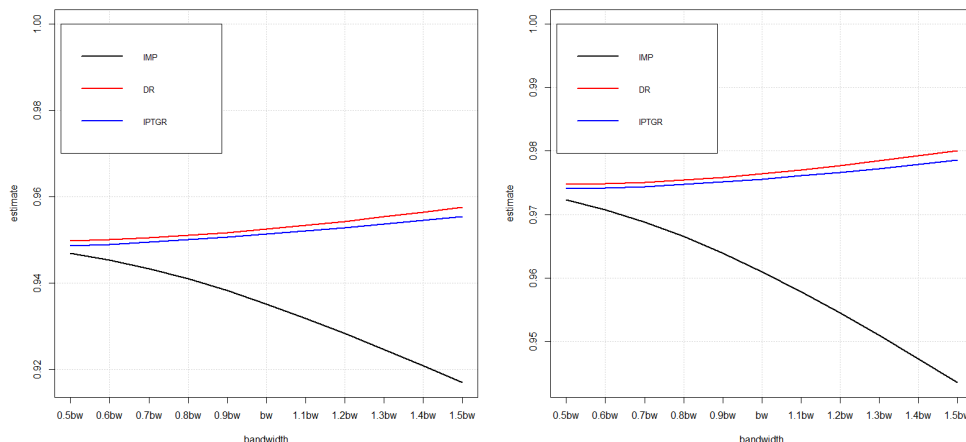 1.00
0.98
0.96
0.94
0.92
estimate
IMP
DR
IPTGR
0.5bw 0.6bw 0.7bw 0.8bw 0.9bw bw 1.1bw 1.2bw 1.3bw 1.4bw 1.5bw
bandwidth
1.00
0.99
0.98
0.97
0.96
0.95
estimate
IMP
DR
IPTGR
0.5bw 0.6bw 0.7bw 0.8bw 0.9bw bw 1.1bw 1.2bw 1.3bw 1.4bw 1.5bw
bandwidth